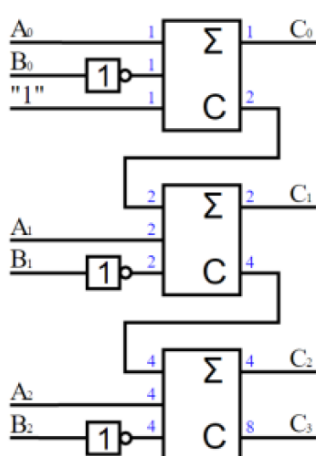 A₀ 1 Σ 1 C₀
B₀ 1 1
"1" 1 C 2
2 Σ 2 C₁
A₁ 2
B₁ 1 2 C 4
4 Σ 4 C₂
A₂ 4
B₂ 1 4 C 8 C₃